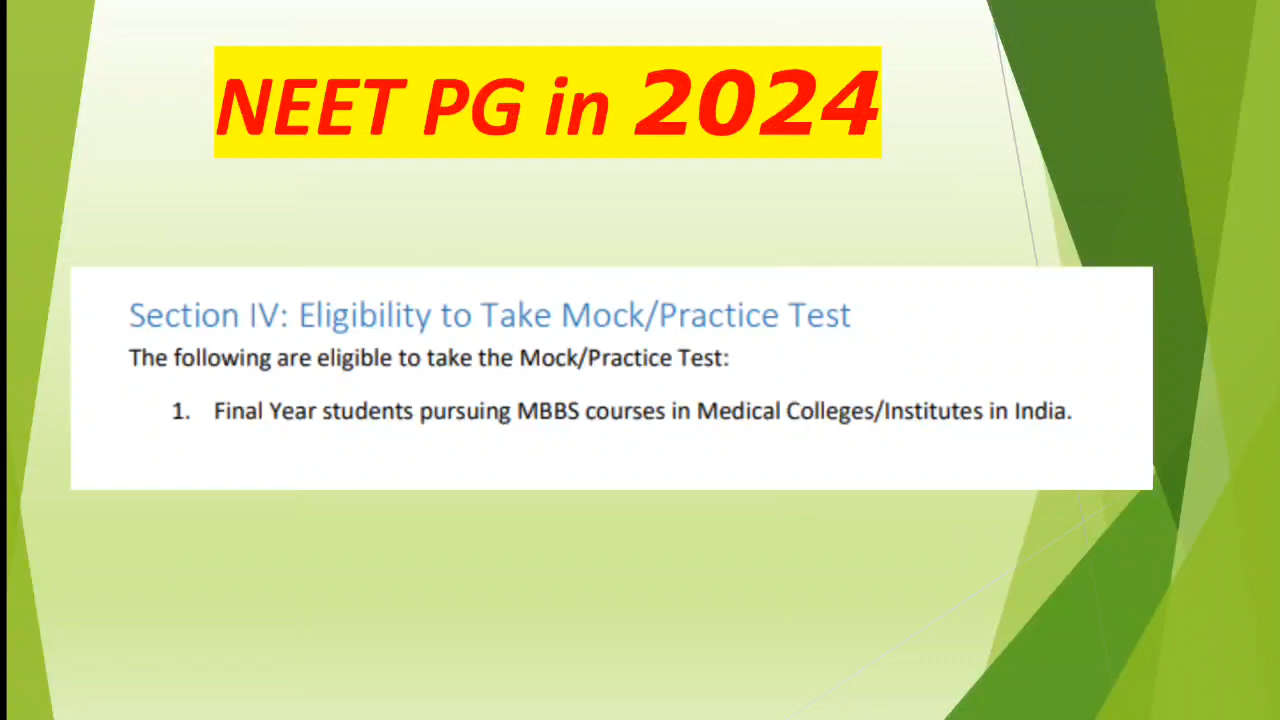 NEET PG in 2024
Section IV: Eligibility to Take Mock/Practice Test
The following are eligible to take the Mock/Practice Test:
1. Final Year students pursuing MBBS courses in Medical Colleges/Institutes in India.